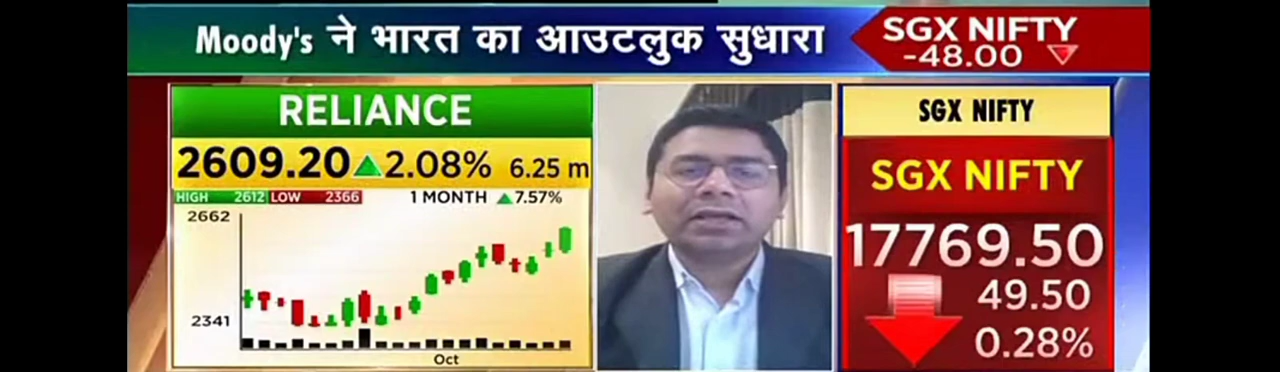 Moody's ने भारत का आउटलुक सुधारा
SGX NIFTY
-48.00
RELIANCE
2609.20 2.08% 6.25 m
HIGH 2612 LOW 2366 1 MONTH 7.57%
2662
2341
Oct
SGX NIFTY
SGX NIFTY
17769.50
49.50
0.28%